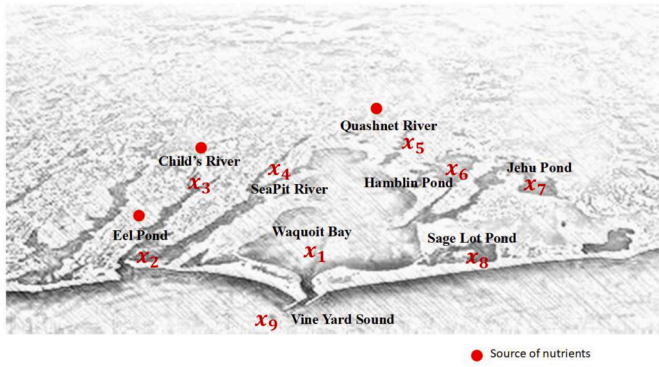 Quashnet River
x5
Child's River
x3
x4
SeaPit River
x6
Hamblin Pond
Jehu Pond
x7
Eel Pond
x2
Waquoit Bay
x1
Sage Lot Pond
x8
x9
Vine Yard Sound
Source of nutrients